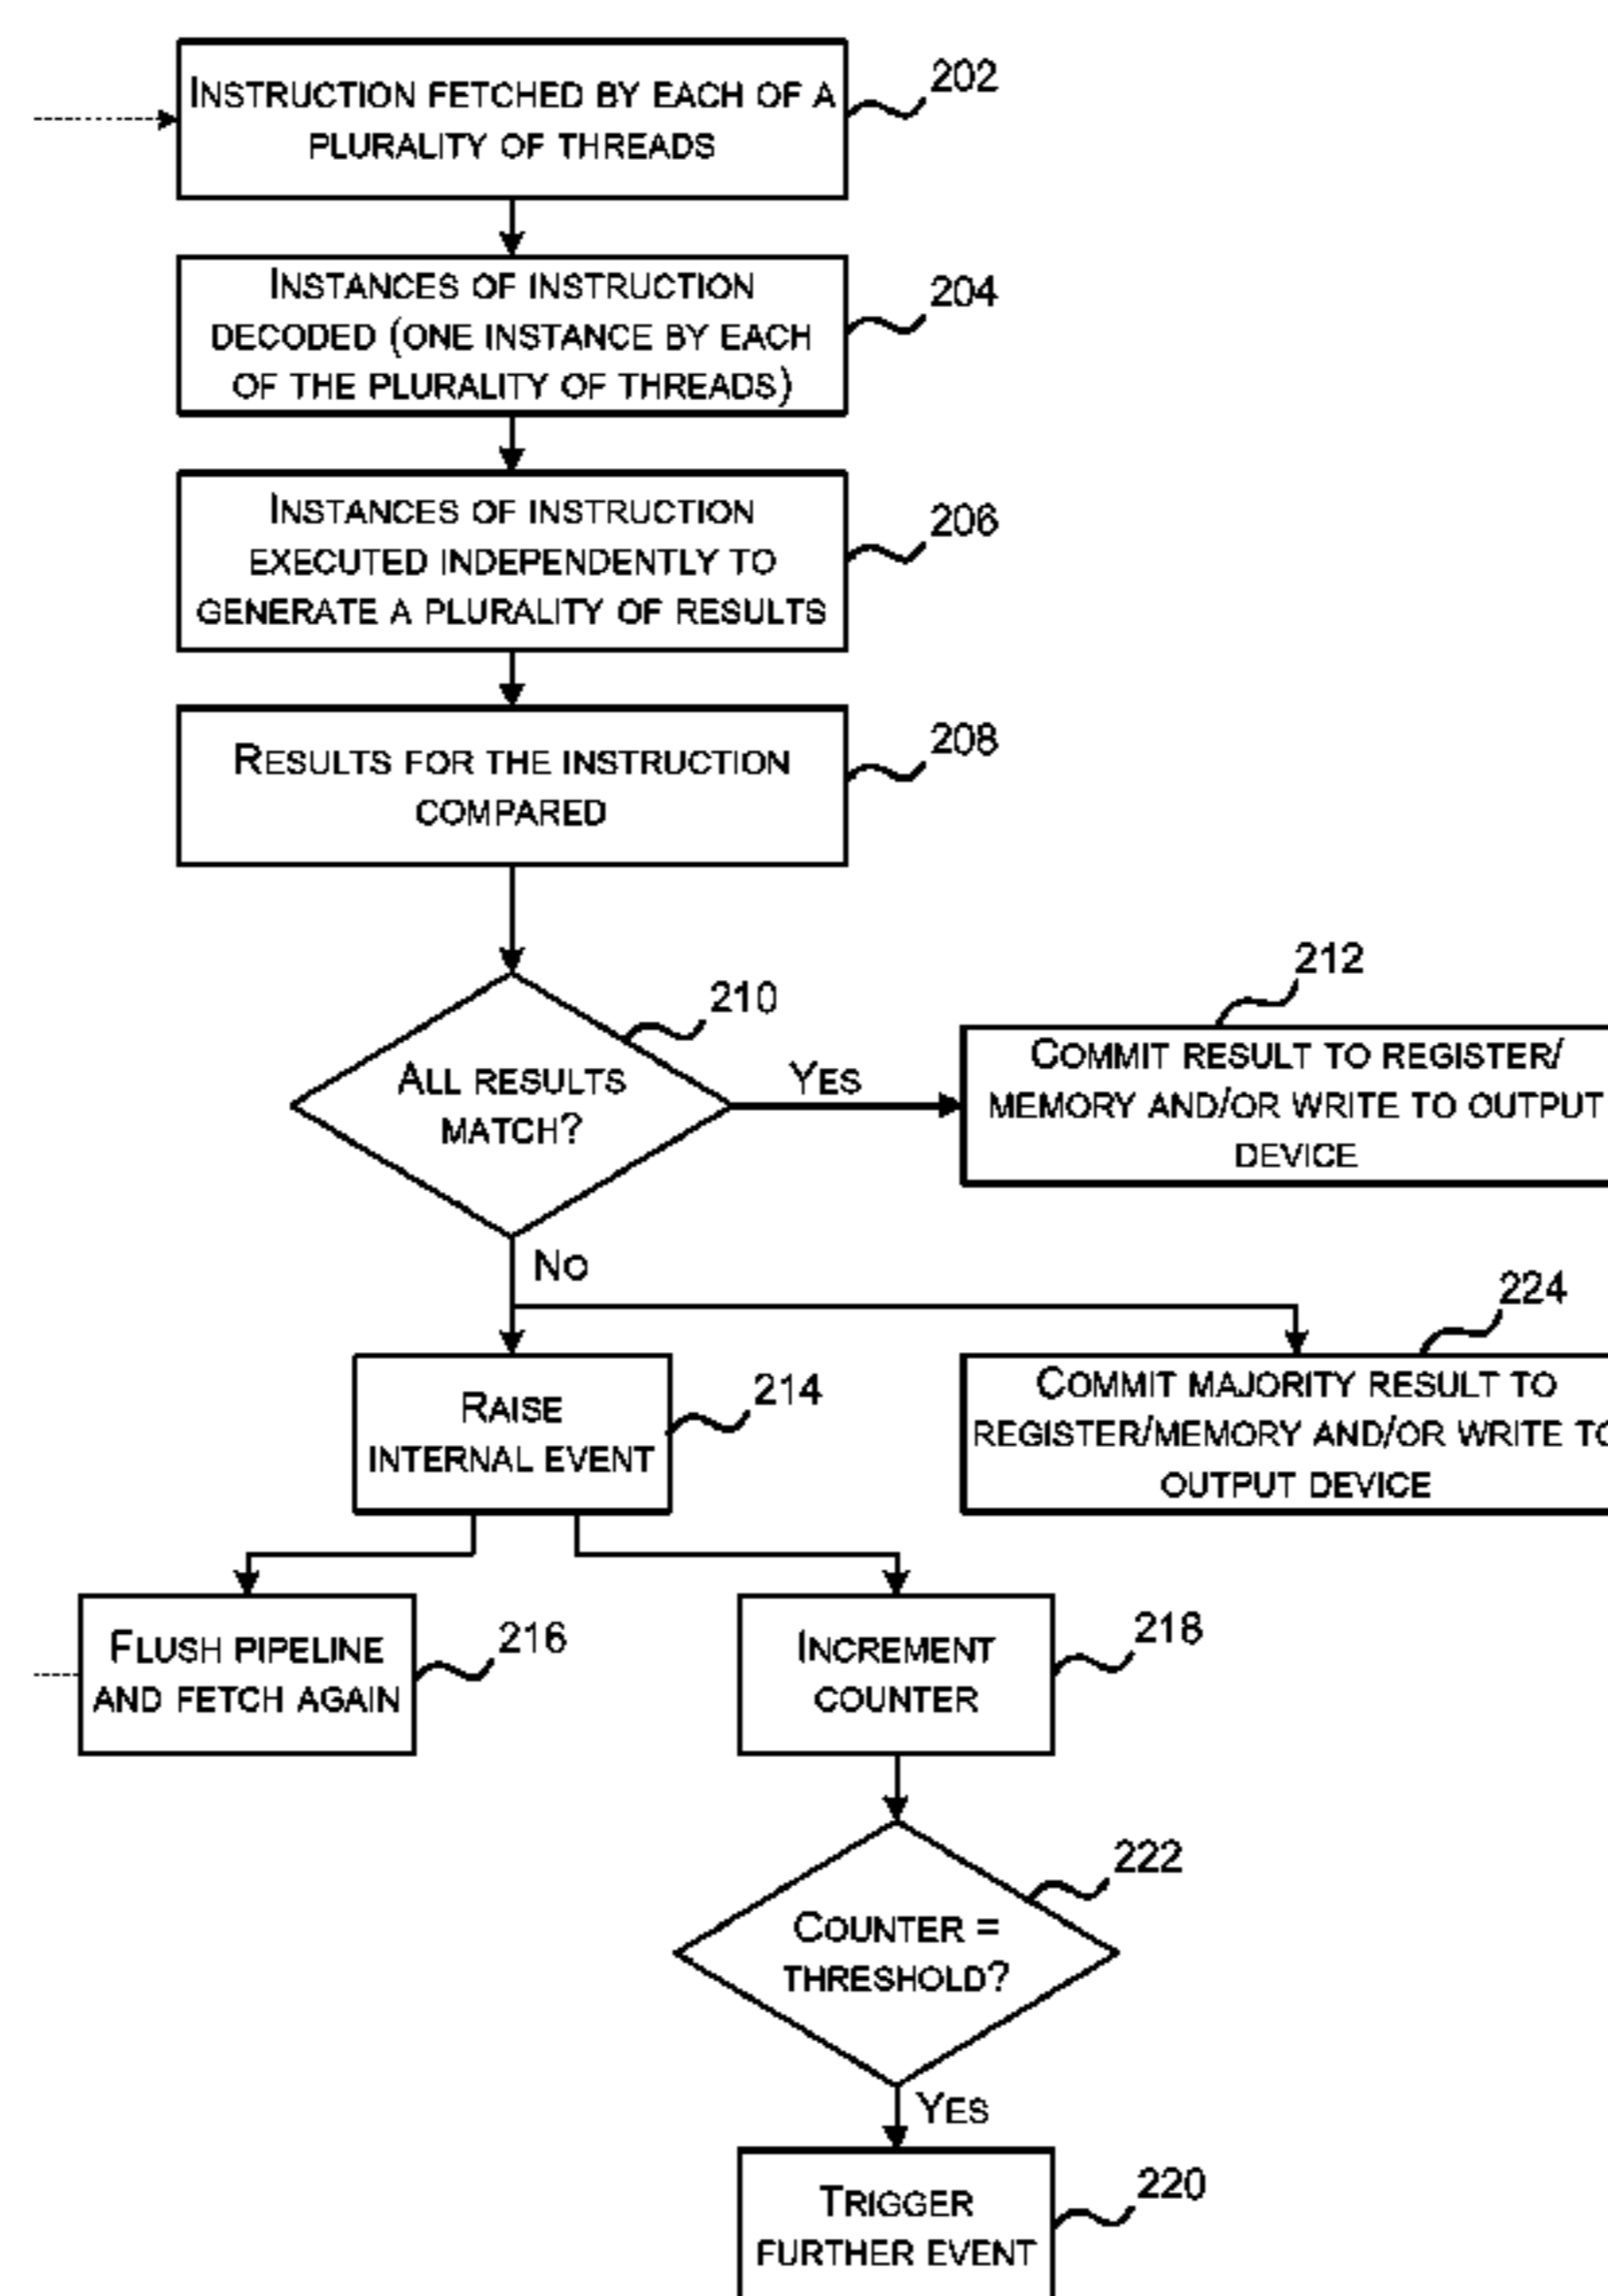 INSTRUCTION FETCHED BY EACH OF A
PLURALITY OF THREADS
202
INSTANCES OF INSTRUCTION
DECODED (ONE INSTANCE BY EACH
OF THE PLURALITY OF THREADS)
204
INSTANCES OF INSTRUCTION
EXECUTED INDEPENDENTLY TO
GENERATE A PLURALITY OF RESULTS
206
RESULTS FOR THE INSTRUCTION
COMPARED
208
ALL RESULTS
MATCH?
210
YES
212
COMMIT RESULT TO REGISTER/
MEMORY AND/OR WRITE TO OUTPUT
DEVICE
NO
224
COMMIT MAJORITY RESULT TO
REGISTER/MEMORY AND/OR WRITE TO
OUTPUT DEVICE
RAISE
INTERNAL EVENT
214
FLUSH PIPELINE
AND FETCH AGAIN
216
INCREMENT
COUNTER
218
COUNTER =
THRESHOLD?
222
YES
TRIGGER
FURTHER EVENT
220